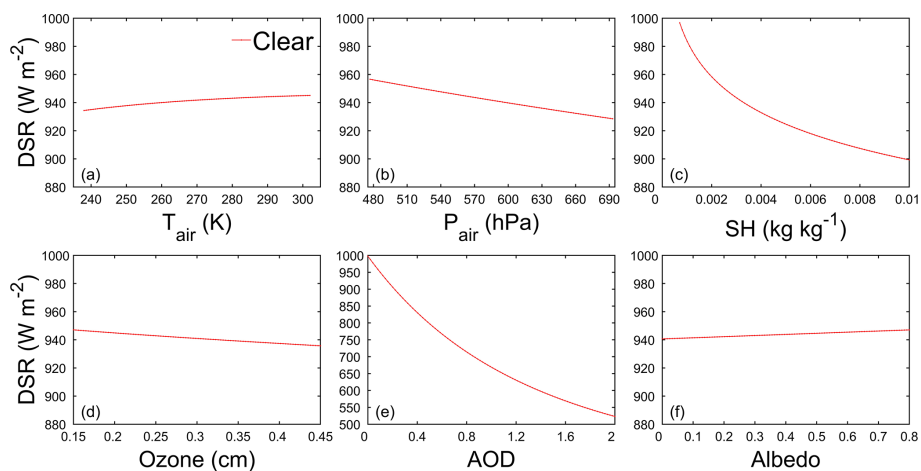 1000
980
960
940
920
900
880
DSR (W m-2)
Clear
(a)
240 250 260 270 280 290 300
Tair (K)
1000
980
960
940
920
900
880
(b)
480 510 540 570 600 630 660 690
Pair (hPa)
1000
980
960
940
920
900
880
(c)
0 0.002 0.004 0.006 0.008 0.01
SH (kg kg-1)
1000
980
960
940
920
900
880
DSR (W m-2)
(d)
0.15 0.2 0.25 0.3 0.35 0.4 0.45
Ozone (cm)
1000
950
900
850
800
750
700
650
600
550
500
(e)
0 0.4 0.8 1.2 1.6 2
AOD
1000
980
960
940
920
900
880
(f)
0 0.1 0.2 0.3 0.4 0.5 0.6 0.7 0.8
Albedo